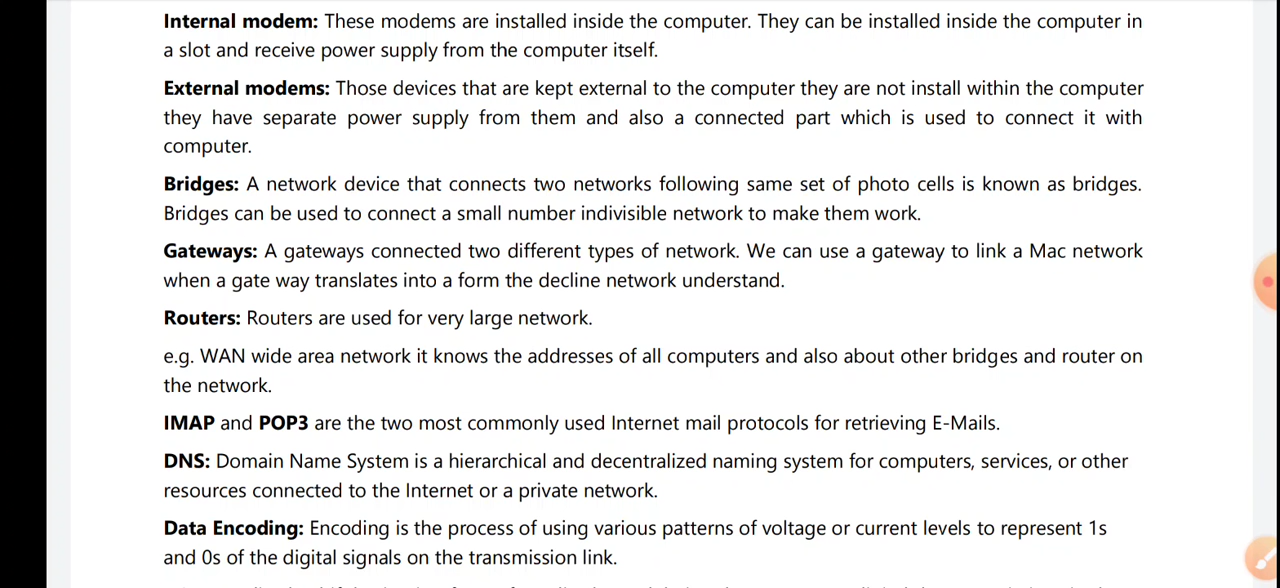 Internal modem: These modems are installed inside the computer. They can be installed inside the computer in
a slot and receive power supply from the computer itself.
External modems: Those devices that are kept external to the computer they are not install within the computer
they have separate power supply from them and also a connected part which is used to connect it with
computer.
Bridges: A network device that connects two networks following same set of photo cells is known as bridges.
Bridges can be used to connect a small number indivisible network to make them work.
Gateways: A gateways connected two different types of network. We can use a gateway to link a Mac network
when a gate way translates into a form the decline network understand.
Routers: Routers are used for very large network.
e.g. WAN wide area network it knows the addresses of all computers and also about other bridges and router on
the network.
IMAP and POP3 are the two most commonly used Internet mail protocols for retrieving E-Mails.
DNS: Domain Name System is a hierarchical and decentralized naming system for computers, services, or other
resources connected to the Internet or a private network.
Data Encoding: Encoding is the process of using various patterns of voltage or current levels to represent 1s
and 0s of the digital signals on the transmission link.